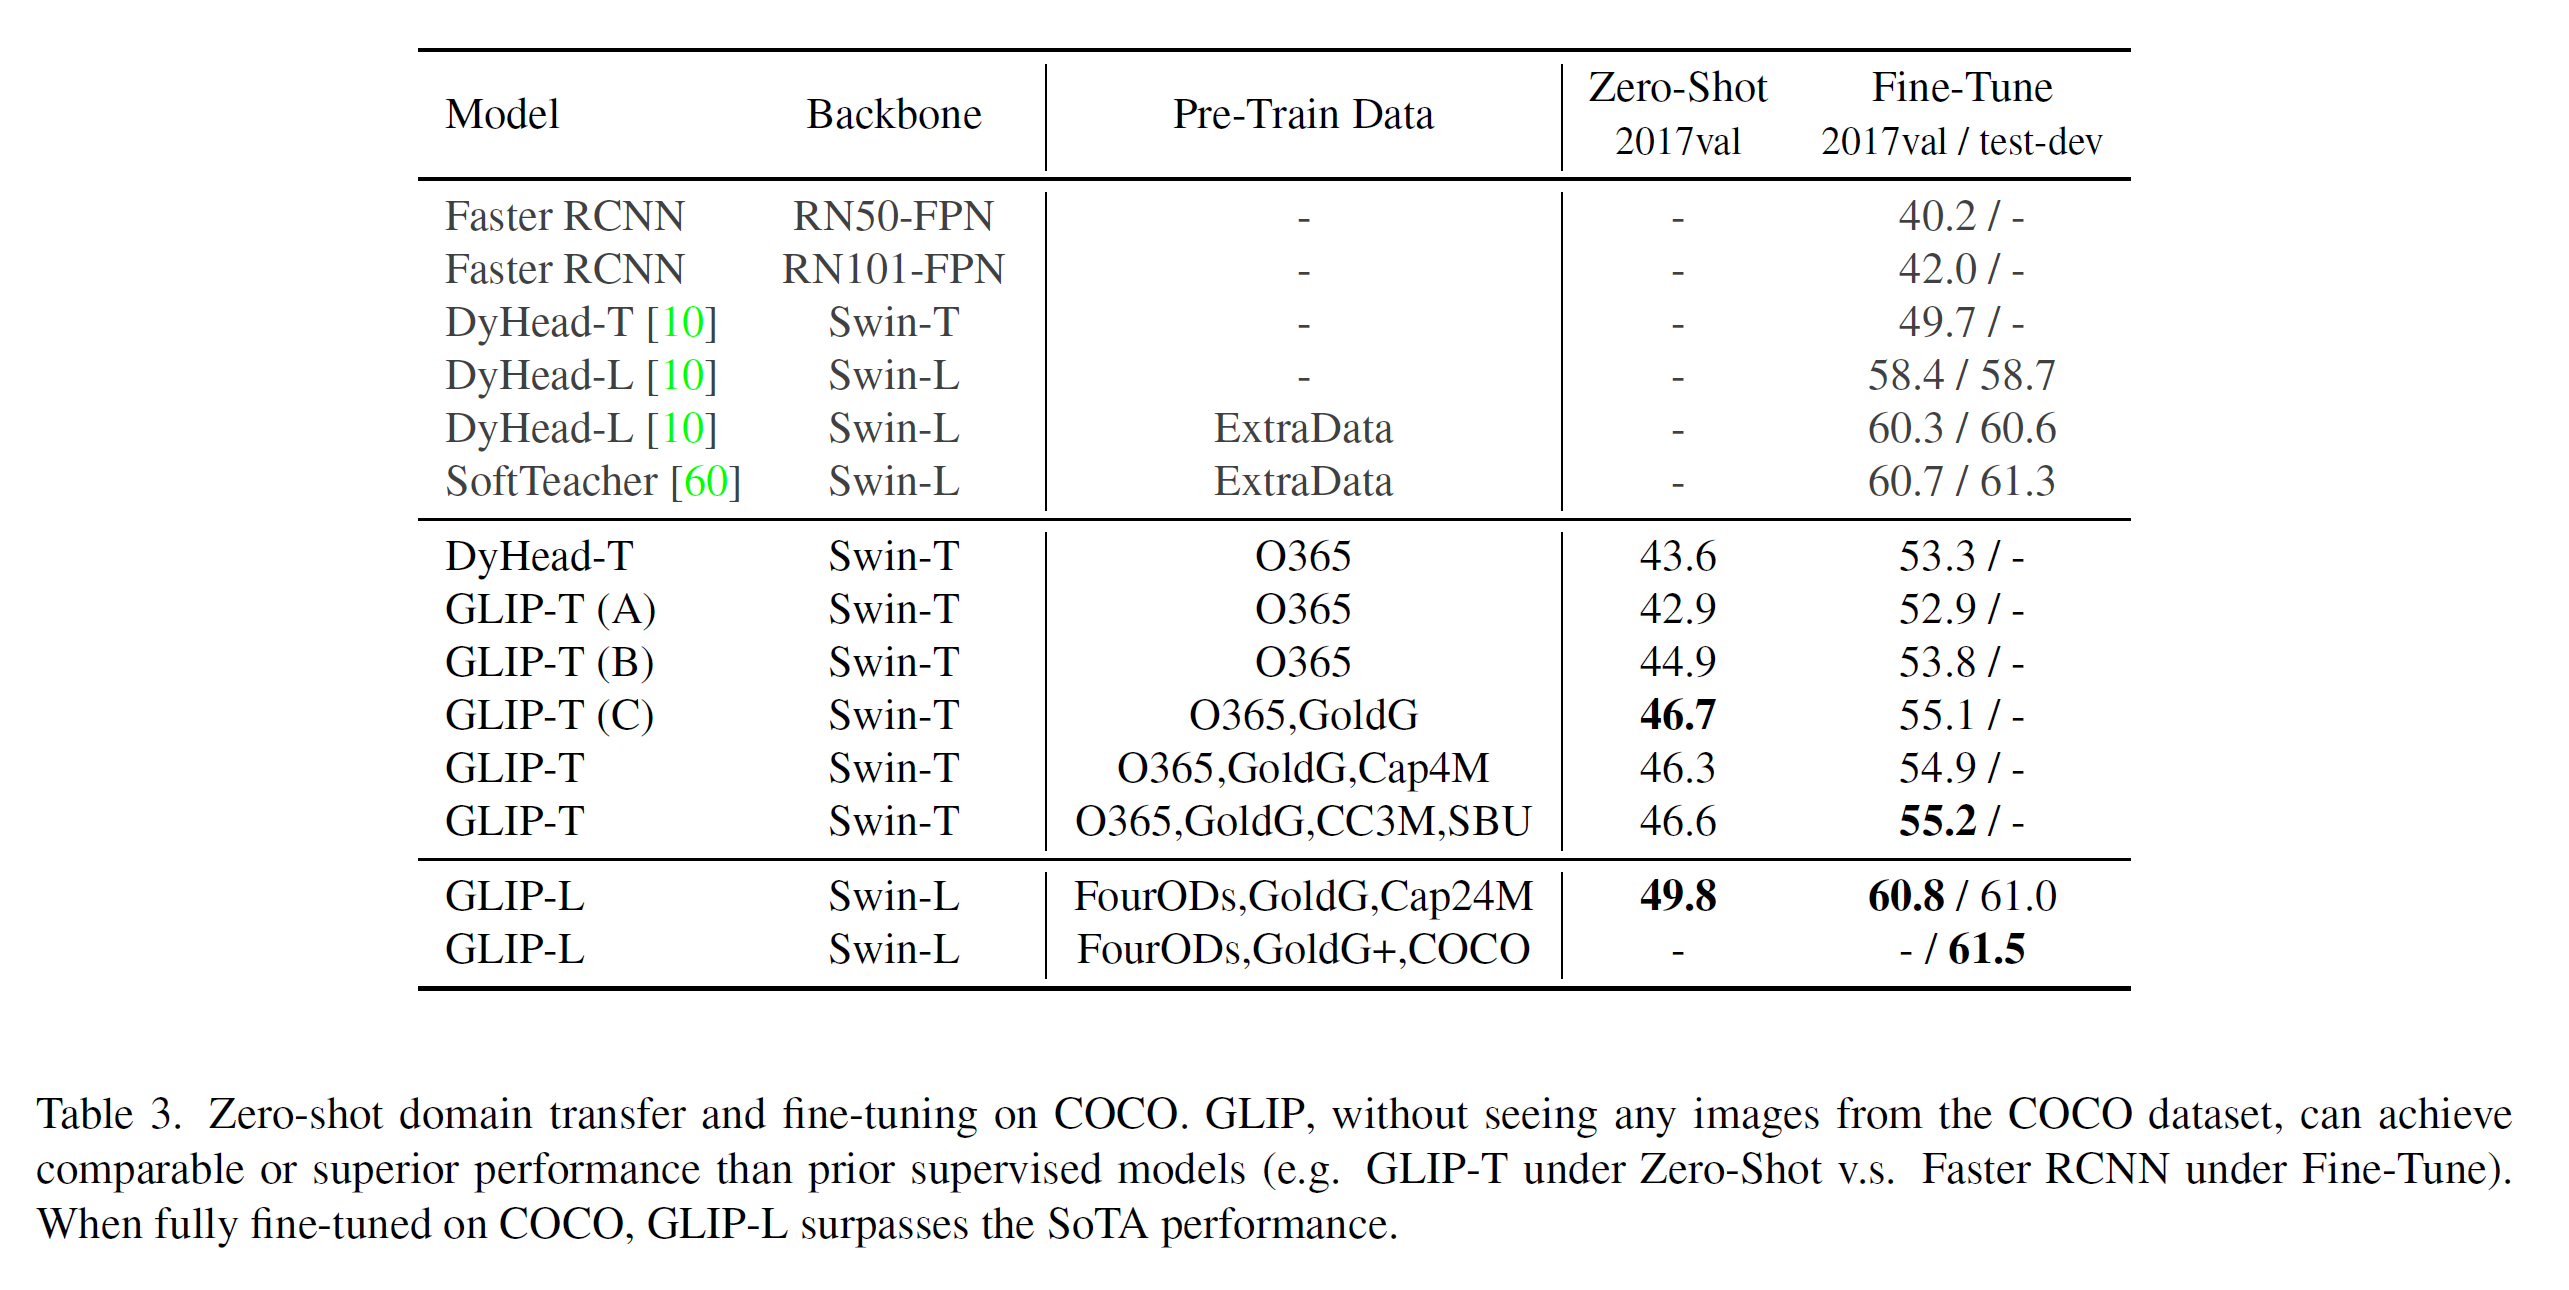 Model Backbone Pre-Train Data Zero-Shot Fine-Tune
2017val 2017val / test-dev
Faster RCNN RN50-FPN - - 40.2 / -
Faster RCNN RN101-FPN - - 42.0 / -
DyHead-T [10] Swin-T - - 49.7 / -
DyHead-L [10] Swin-L - - 58.4 / 58.7
DyHead-L [10] Swin-L ExtraData - 60.3 / 60.6
SoftTeacher [60] Swin-L ExtraData - 60.7 / 61.3
DyHead-T Swin-T O365 43.6 53.3 / -
GLIP-T (A) Swin-T O365 42.9 52.9 / -
GLIP-T (B) Swin-T O365 44.9 53.8 / -
GLIP-T (C) Swin-T O365,GoldG 46.7 55.1 / -
GLIP-T Swin-T O365,GoldG,Cap4M 46.3 54.9 / -
GLIP-T Swin-T O365,GoldG,CC3M,SBU 46.6 55.2 / -
GLIP-L Swin-L FourODs,GoldG,Cap24M 49.8 60.8 / 61.0
GLIP-L Swin-L FourODs,GoldG+,COCO - - / 61.5
Table 3. Zero-shot domain transfer and fine-tuning on COCO. GLIP, without seeing any images from the COCO dataset, can achieve
comparable or superior performance than prior supervised models (e.g. GLIP-T under Zero-Shot v.s. Faster RCNN under Fine-Tune).
When fully fine-tuned on COCO, GLIP-L surpasses the SoTA performance.